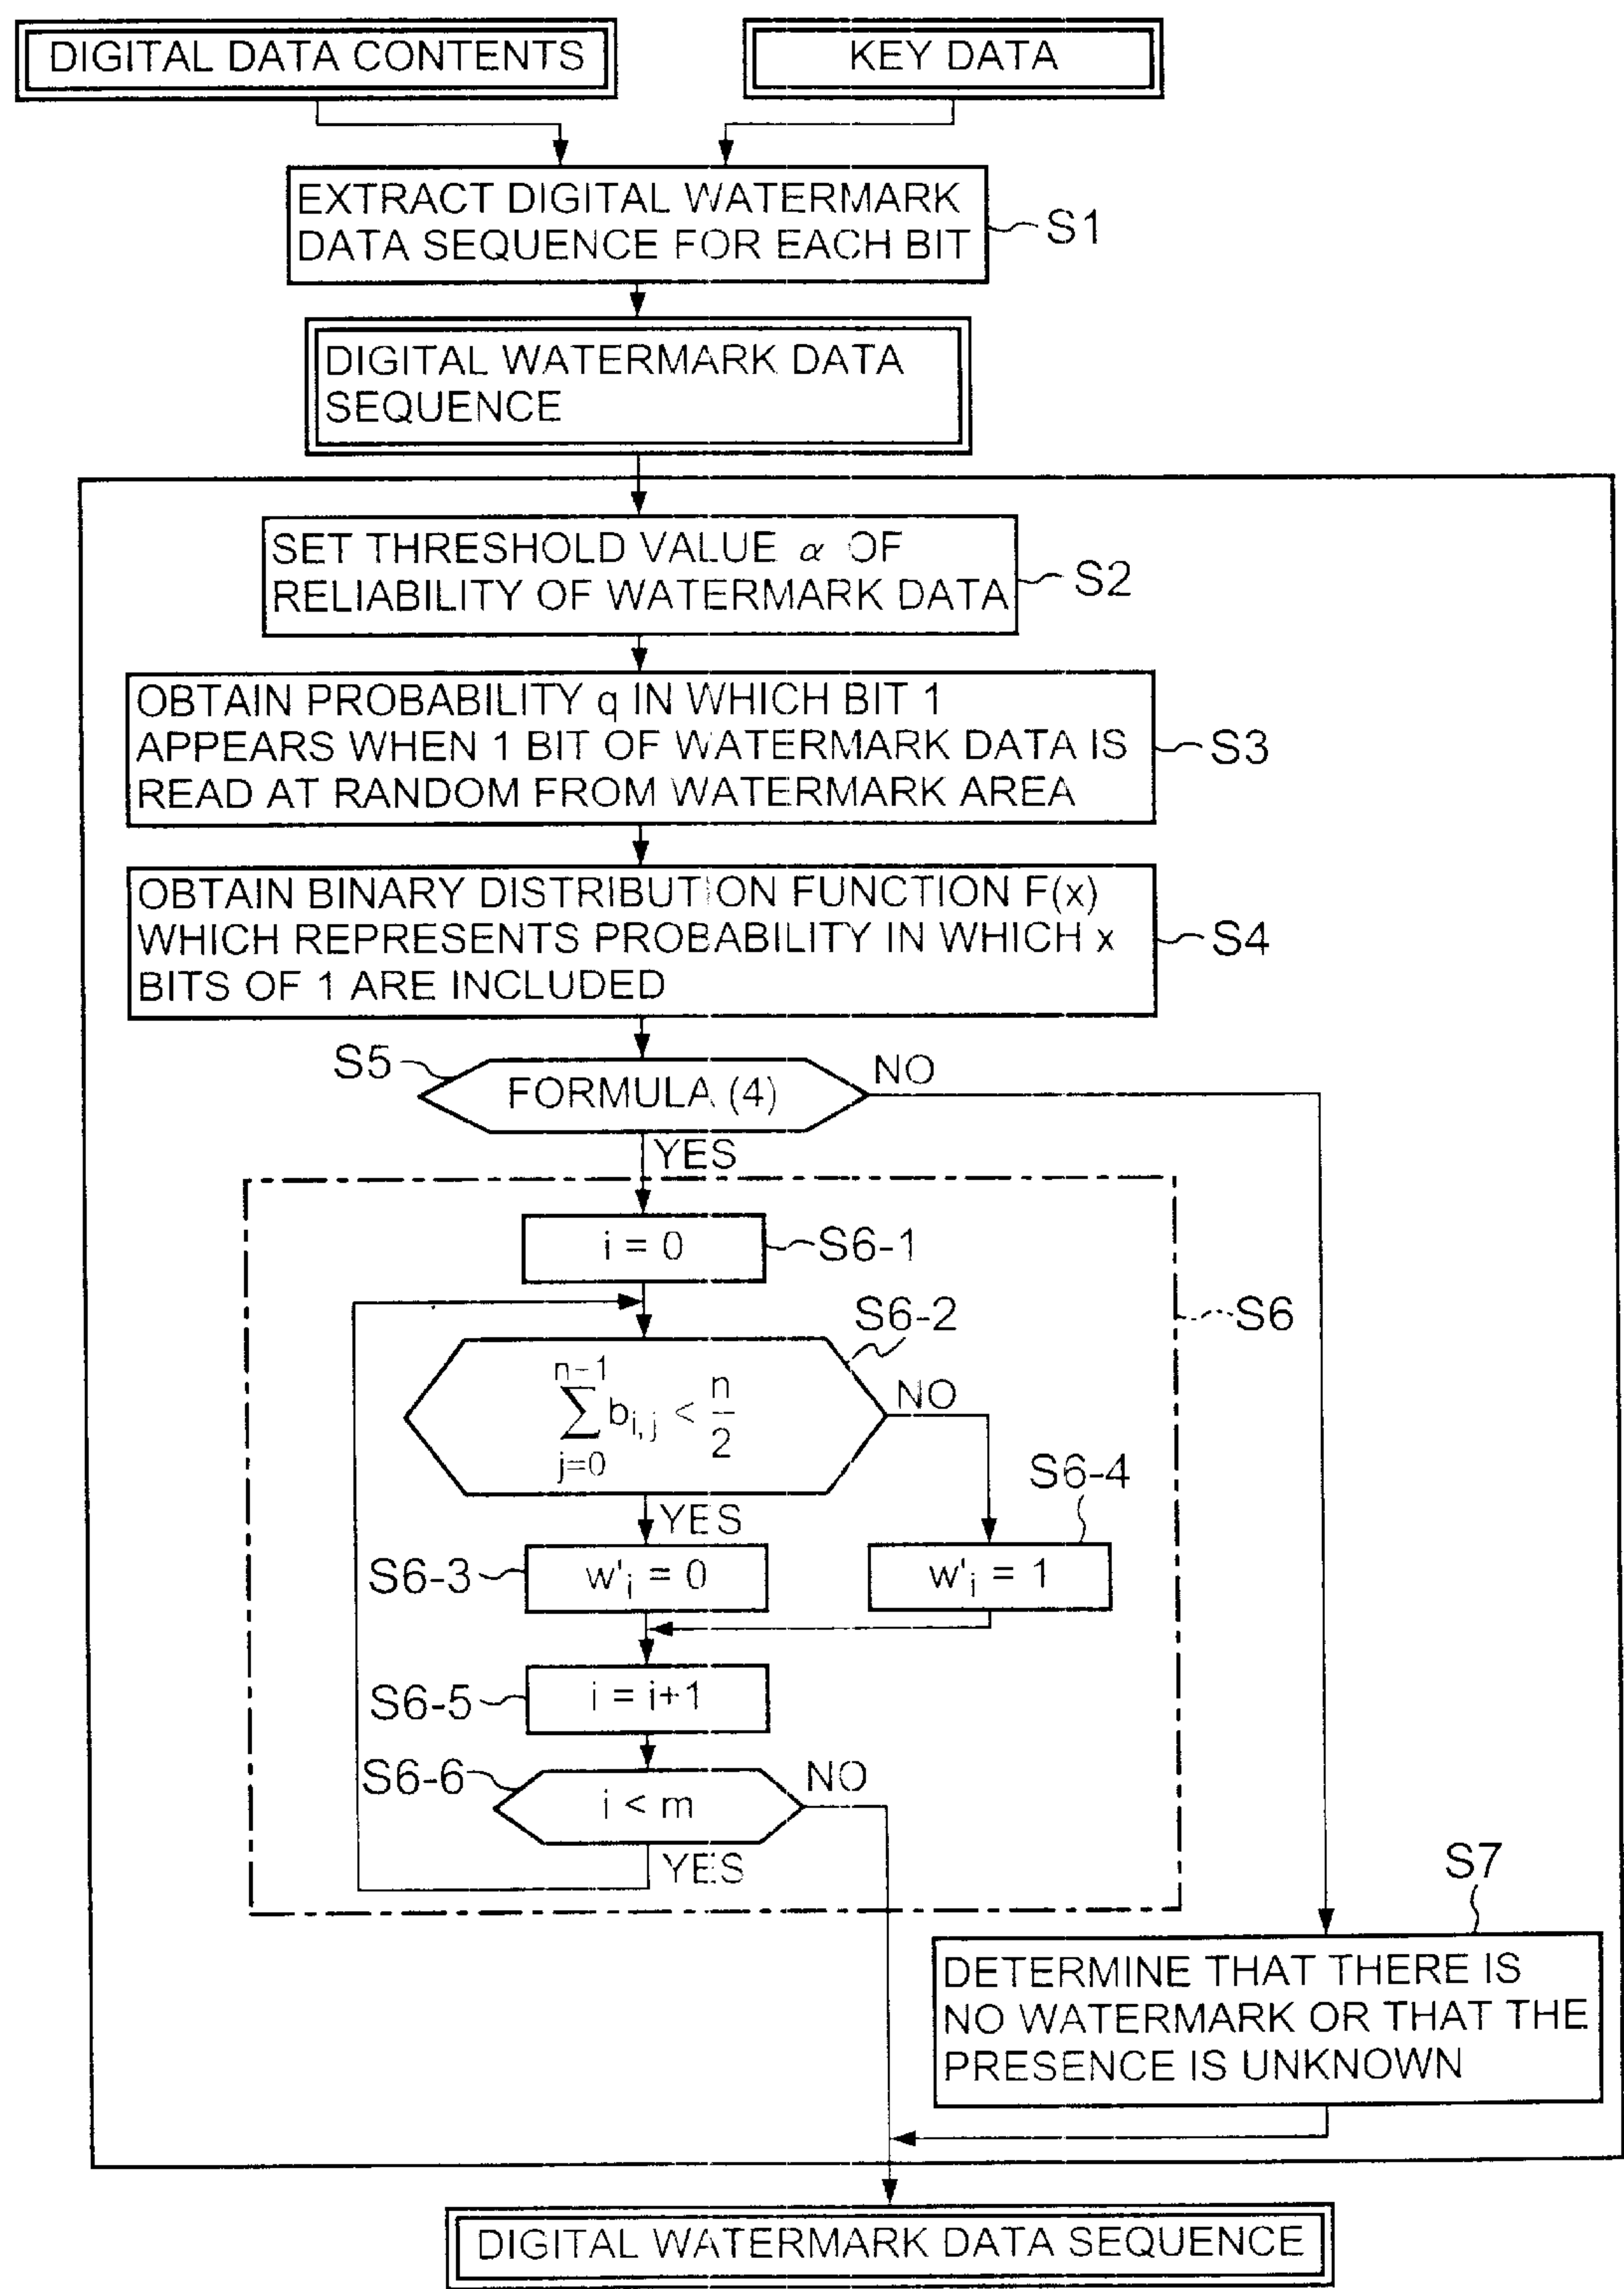 DIGITAL DATA CONTENTS
KEY DATA
EXTRACT DIGITAL WATERMARK
DATA SEQUENCE FOR EACH BIT
S1
DIGITAL WATERMARK DATA
SEQUENCE
SET THRESHOLD VALUE α OF
RELIABILITY OF WATERMARK DATA
S2
OBTAIN PROBABILITY q IN WHICH BIT 1
APPEARS WHEN 1 BIT OF WATERMARK DATA IS
READ AT RANDOM FROM WATERMARK AREA
S3
OBTAIN BINARY DISTRIBUTION FUNCTION F(x)
WHICH REPRESENTS PROBABILITY IN WHICH x
BITS OF 1 ARE INCLUDED
S4
S5
FORMULA (4)
NO
YES
i = 0
S6-1
S6
S6-2
n-1
∑ b_{i,j} < n/2
j=0
NO
YES
S6-4
S6-3
w'_i = 0
w'_i = 1
S6-5
i = i+1
S6-6
i < m
NO
YES
S7
DETERMINE THAT THERE IS
NO WATERMARK OR THAT THE
PRESENCE IS UNKNOWN
DIGITAL WATERMARK DATA SEQUENCE